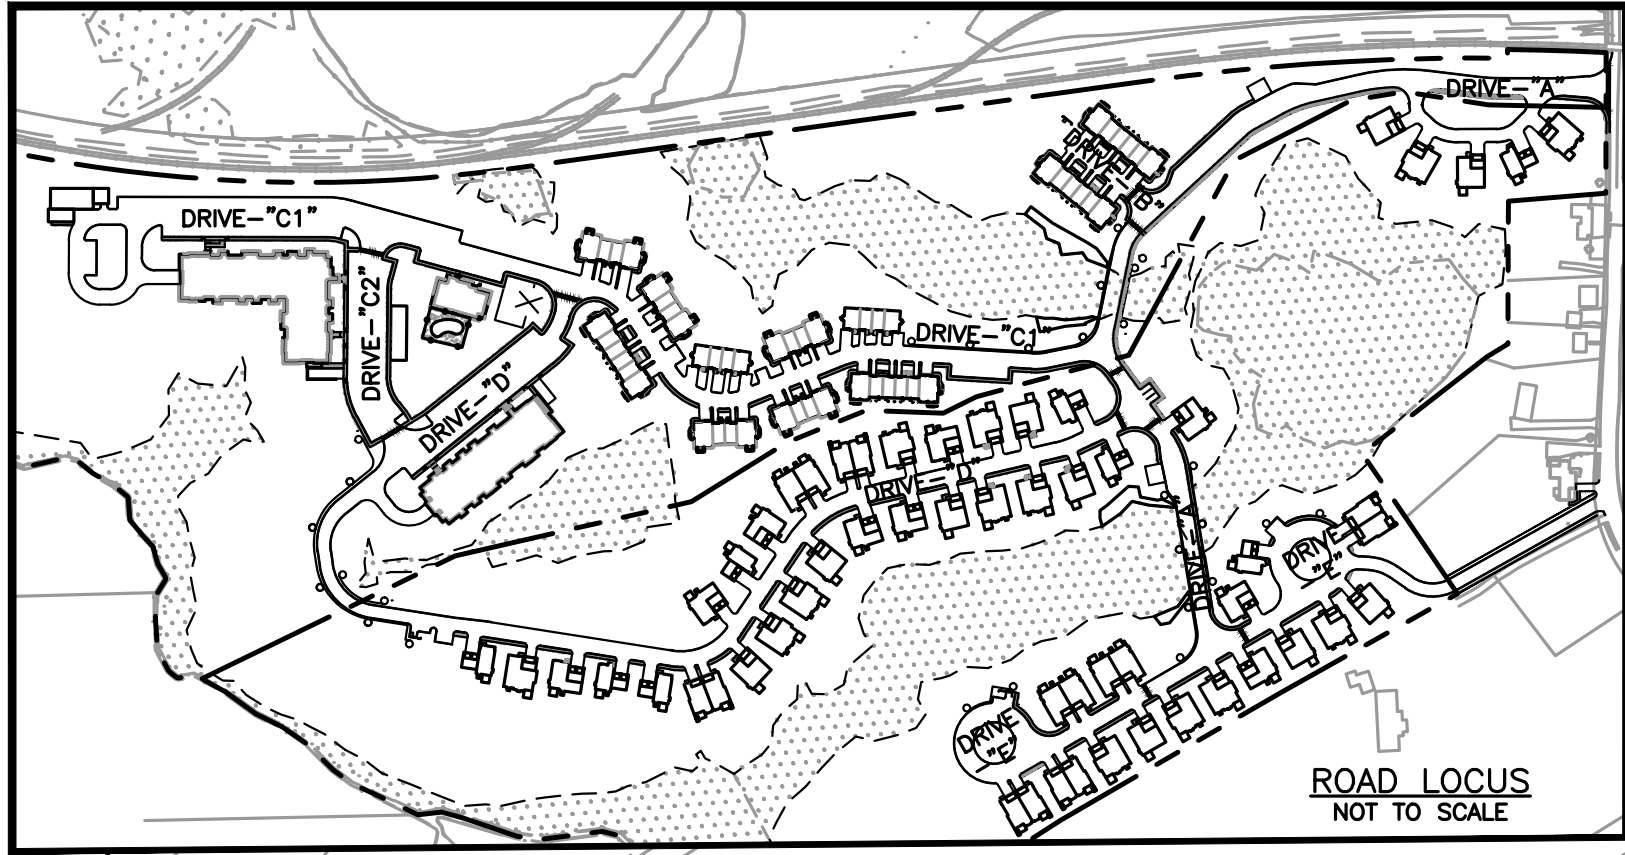 DRIVE-"A"
DRIVE-"B"
DRIVE-"C1"
DRIVE-"C2"
DRIVE-"C1"
DRIVE-"D"
DRIVE-"D"
DRIVE-"A"
DRIVE-
"E"
DRIVE
"E"
ROAD LOCUS
NOT TO SCALE